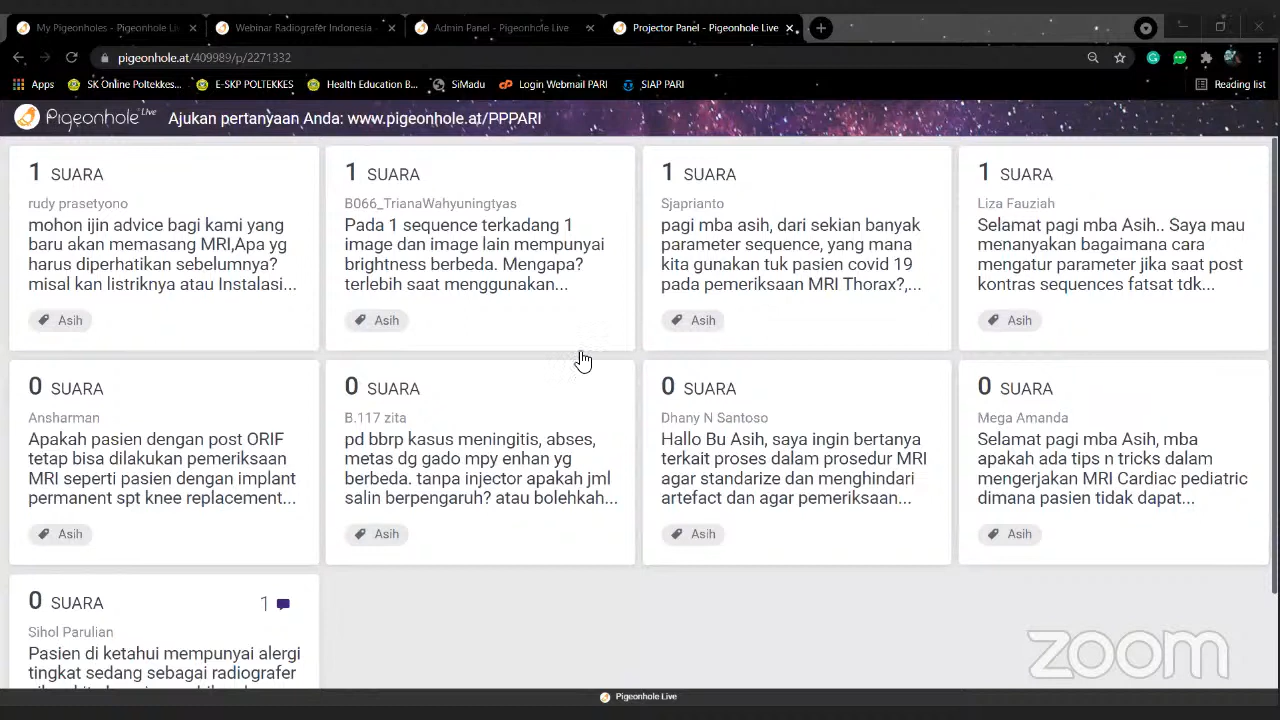 My Pigeonholes - Pigeonhole Li
Webinar Radiografer Indonesia
Admin Panel - Pigeonhole Live
Projector Panel - Pigeonhole Live
pigeonhole.at/409989/p/2271332
Apps
SK Online Poltekkes...
E-SKP POLTEKKES
Health Education B...
SiMadu
Login Webmail PARI
SIAP PARI
Reading list
Pigeonhole Live
Ajukan pertanyaan Anda: www.pigeonhole.at/PPPARI
1 SUARA
rudy prasetyono
mohon ijin advice bagi kami yang
baru akan memasang MRI,Apa yg
harus diperhatikan sebelumnya?
misal kan listriknya atau Instalasi...
Asih
1 SUARA
B066_TrianaWahyuningtyas
Pada 1 sequence terkadang 1
image dan image lain mempunyai
brightness berbeda. Mengapa?
terlebih saat menggunakan...
Asih
1 SUARA
Sjaprianto
pagi mba asih, dari sekian banyak
parameter sequence, yang mana
kita gunakan tuk pasien covid 19
pada pemeriksaan MRI Thorax?,...
Asih
1 SUARA
Liza Fauziah
Selamat pagi mba Asih.. Saya mau
menanyakan bagaimana cara
mengatur parameter jika saat post
kontras sequences fatsat tdk...
Asih
0 SUARA
Ansharman
Apakah pasien dengan post ORIF
tetap bisa dilakukan pemeriksaan
MRI seperti pasien dengan implant
permanent spt knee replacement...
Asih
0 SUARA
B.117 zita
pd bbrp kasus meningitis, abses,
metas dg gado mpy enhan yg
berbeda. tanpa injector apakah jml
salin berpengaruh? atau bolehkah...
Asih
0 SUARA
Dhany N Santoso
Hallo Bu Asih, saya ingin bertanya
terkait proses dalam prosedur MRI
agar standarize dan menghindari
artefact dan agar pemeriksaan...
Asih
0 SUARA
Mega Amanda
Selamat pagi mba Asih, mba
apakah ada tips n tricks dalam
mengerjakan MRI Cardiac pediatric
dimana pasien tidak dapat...
Asih
0 SUARA 1
Sihol Parulian
Pasien di ketahui mempunyai alergi
tingkat sedang sebagai radiografer
zoom
Pigeonhole Live